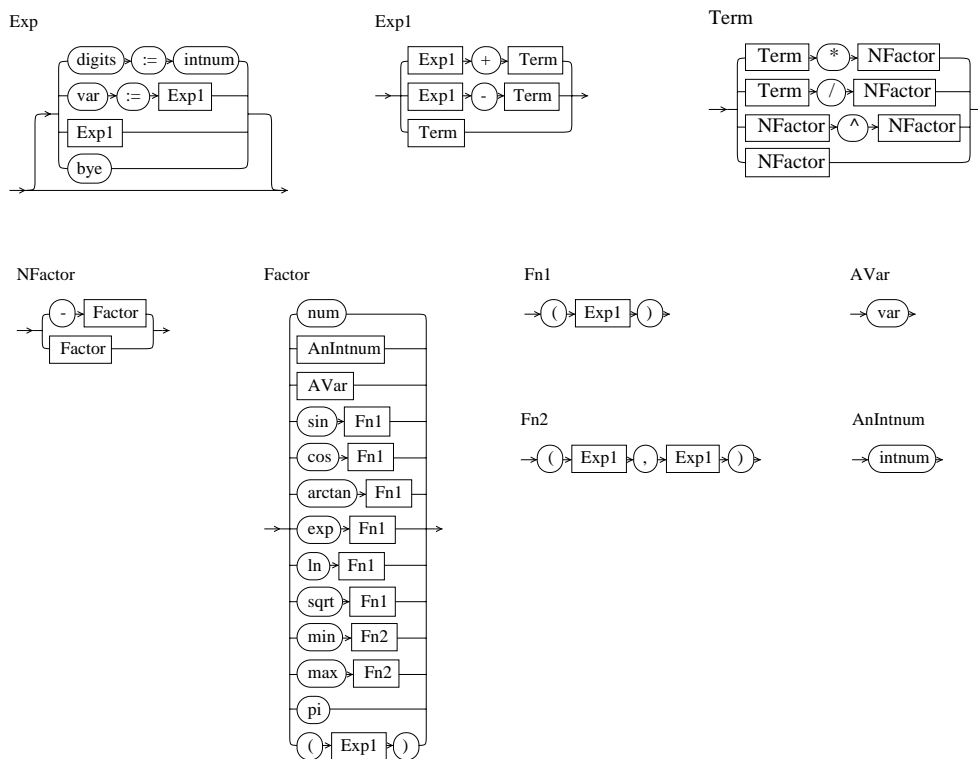 Exp
digits := intnum
var := Exp1
Exp1
bye
Exp1
Exp1 + Term
Exp1 - Term
Term
Term
Term * NFactor
Term / NFactor
NFactor ^ NFactor
NFactor
NFactor
- Factor
Factor
Factor
num
AnIntnum
AVar
sin Fn1
cos Fn1
arctan Fn1
exp Fn1
ln Fn1
sqrt Fn1
min Fn2
max Fn2
pi
( Exp1 )
Fn1
( Exp1 )
AVar
var
Fn2
( Exp1 , Exp1 )
AnIntnum
intnum